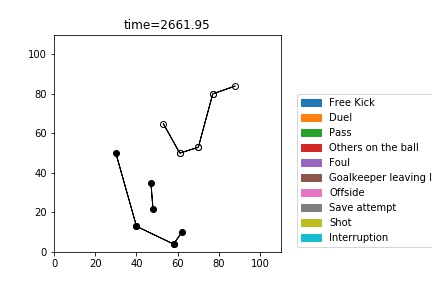 time=2661.95
100
80
60
40
20
0
0 20 40 60 80 100
Free Kick
Duel
Pass
Others on the ball
Foul
Goalkeeper leaving l
Offside
Save attempt
Shot
Interruption